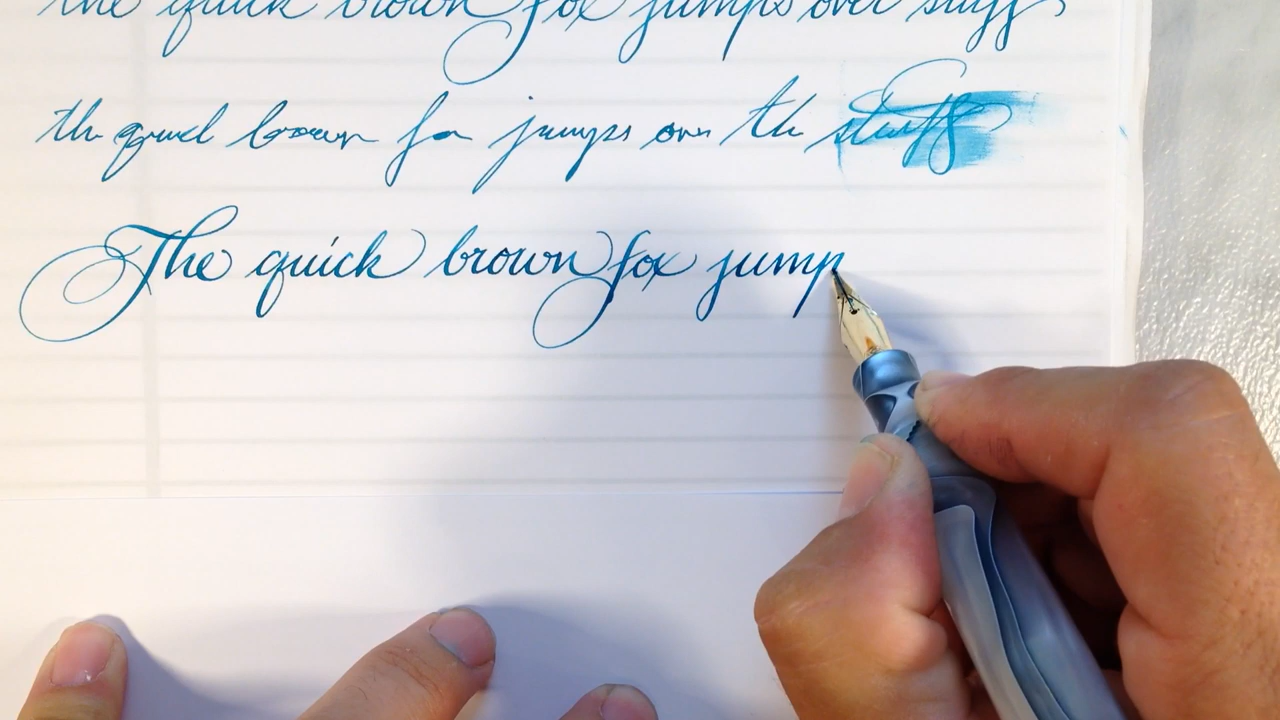 the quick brown fox jumps over stuff
the quick brown fox jumps over the stuff
The quick brown fox jump